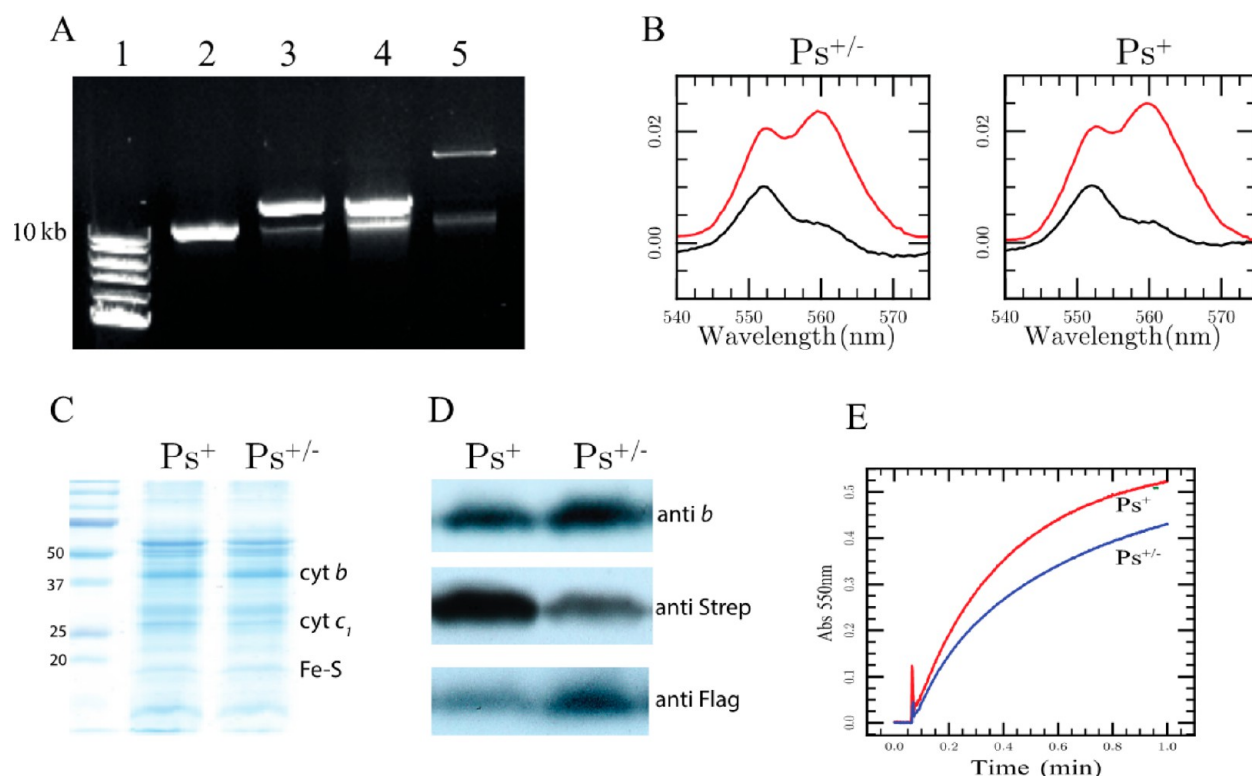 A
1 2 3 4 5
10 kb
B
Ps+/-
0.02
0.00
540 550 560 570
Wavelength(nm)
Ps+
0.02
0.00
540 550 560 570
Wavelength(nm)
C
Ps+ Ps+/-
50
37
25
20
cyt b
cyt c1
Fe-S
D
Ps+ Ps+/-
anti b
anti Strep
anti Flag
E
Abs 550nm
0.5
0.4
0.3
0.2
0.1
0.0
Ps+
Ps+/-
0.0 0.2 0.4 0.6 0.8 1.0
Time (min)